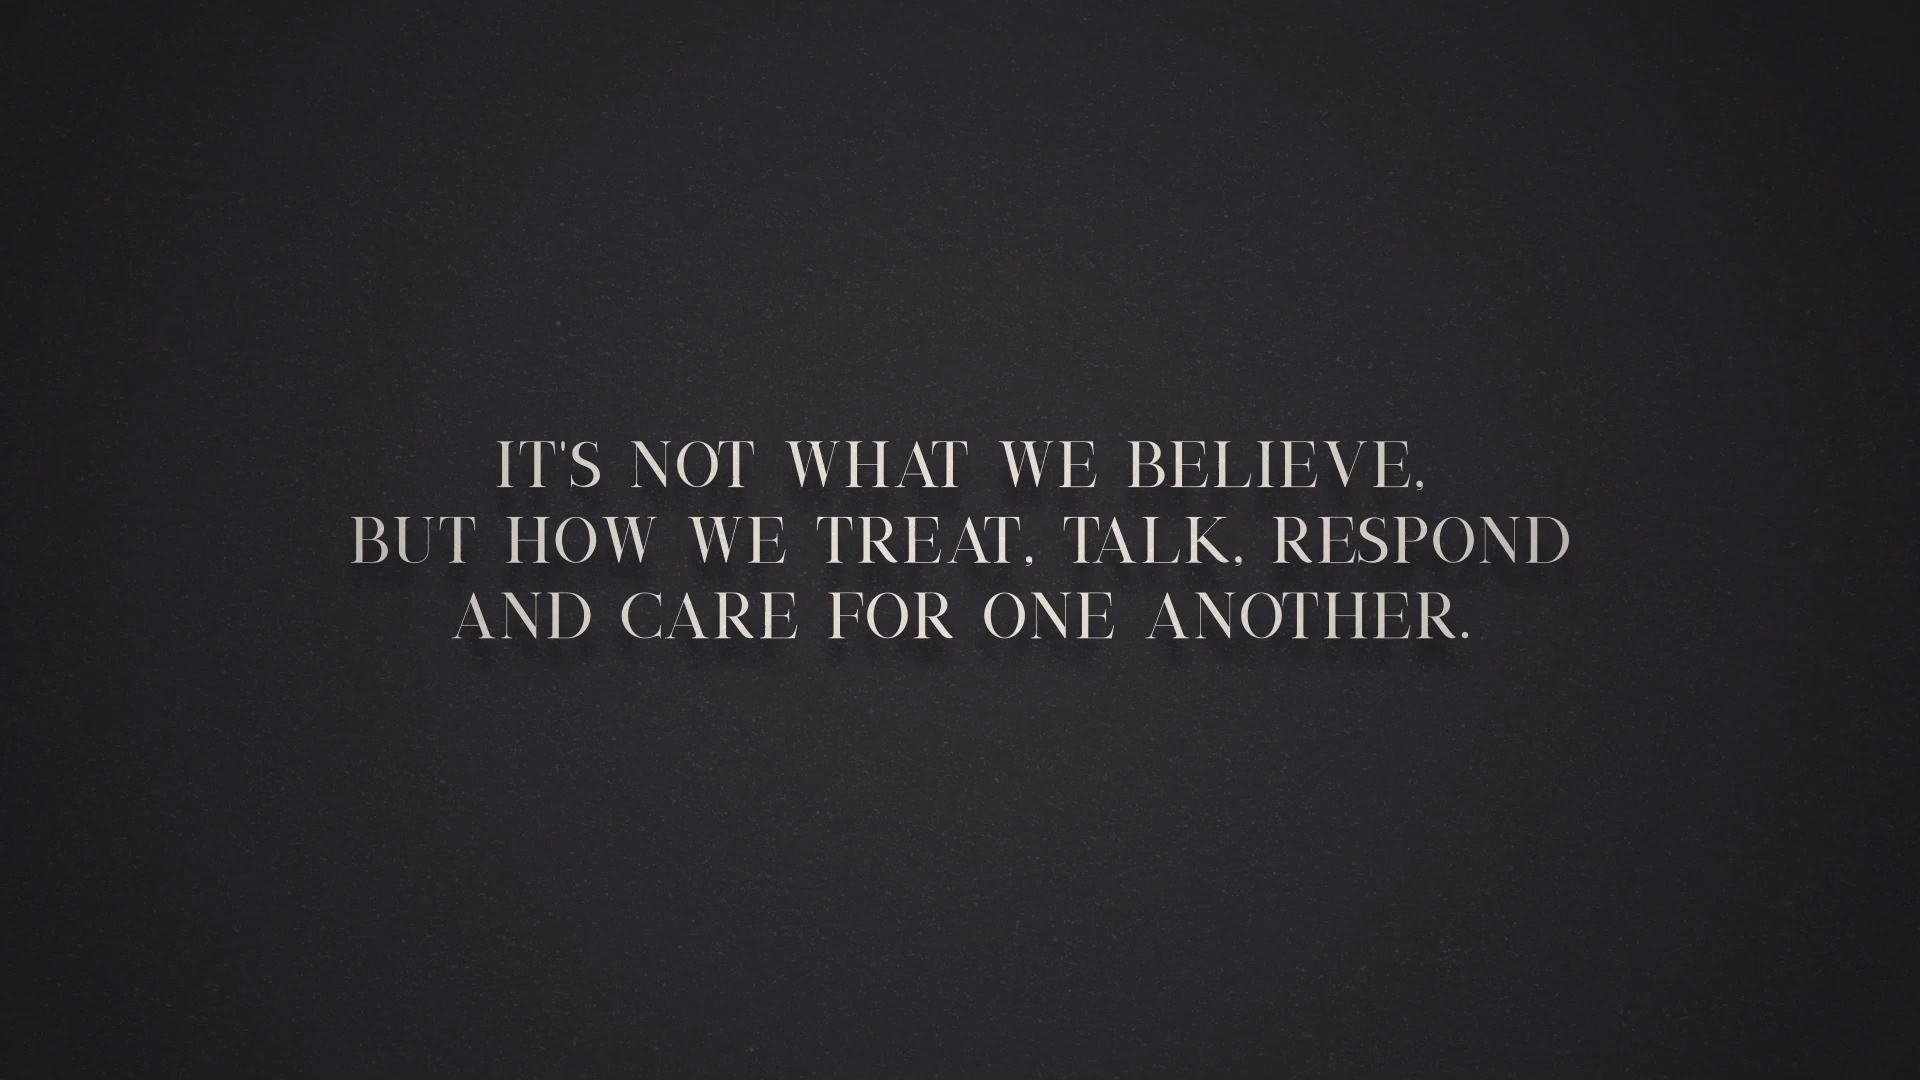 IT'S NOT WHAT WE BELIEVE,
BUT HOW WE TREAT, TALK, RESPOND
AND CARE FOR ONE ANOTHER.